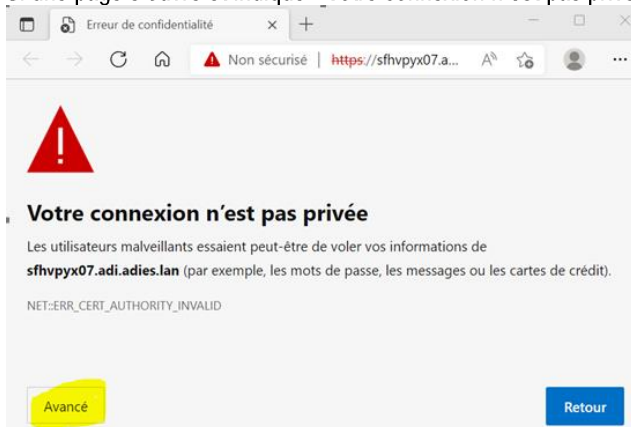 Erreur de confidentialité
Non sécurisé | https://sfhvpyx07.a...
Votre connexion n'est pas privée
Les utilisateurs malveillants essaient peut-être de voler vos informations de
sfhvpyx07.adi.adies.lan (par exemple, les mots de passe, les messages ou les cartes de crédit).
NET::ERR_CERT_AUTHORITY_INVALID
Avancé
Retour